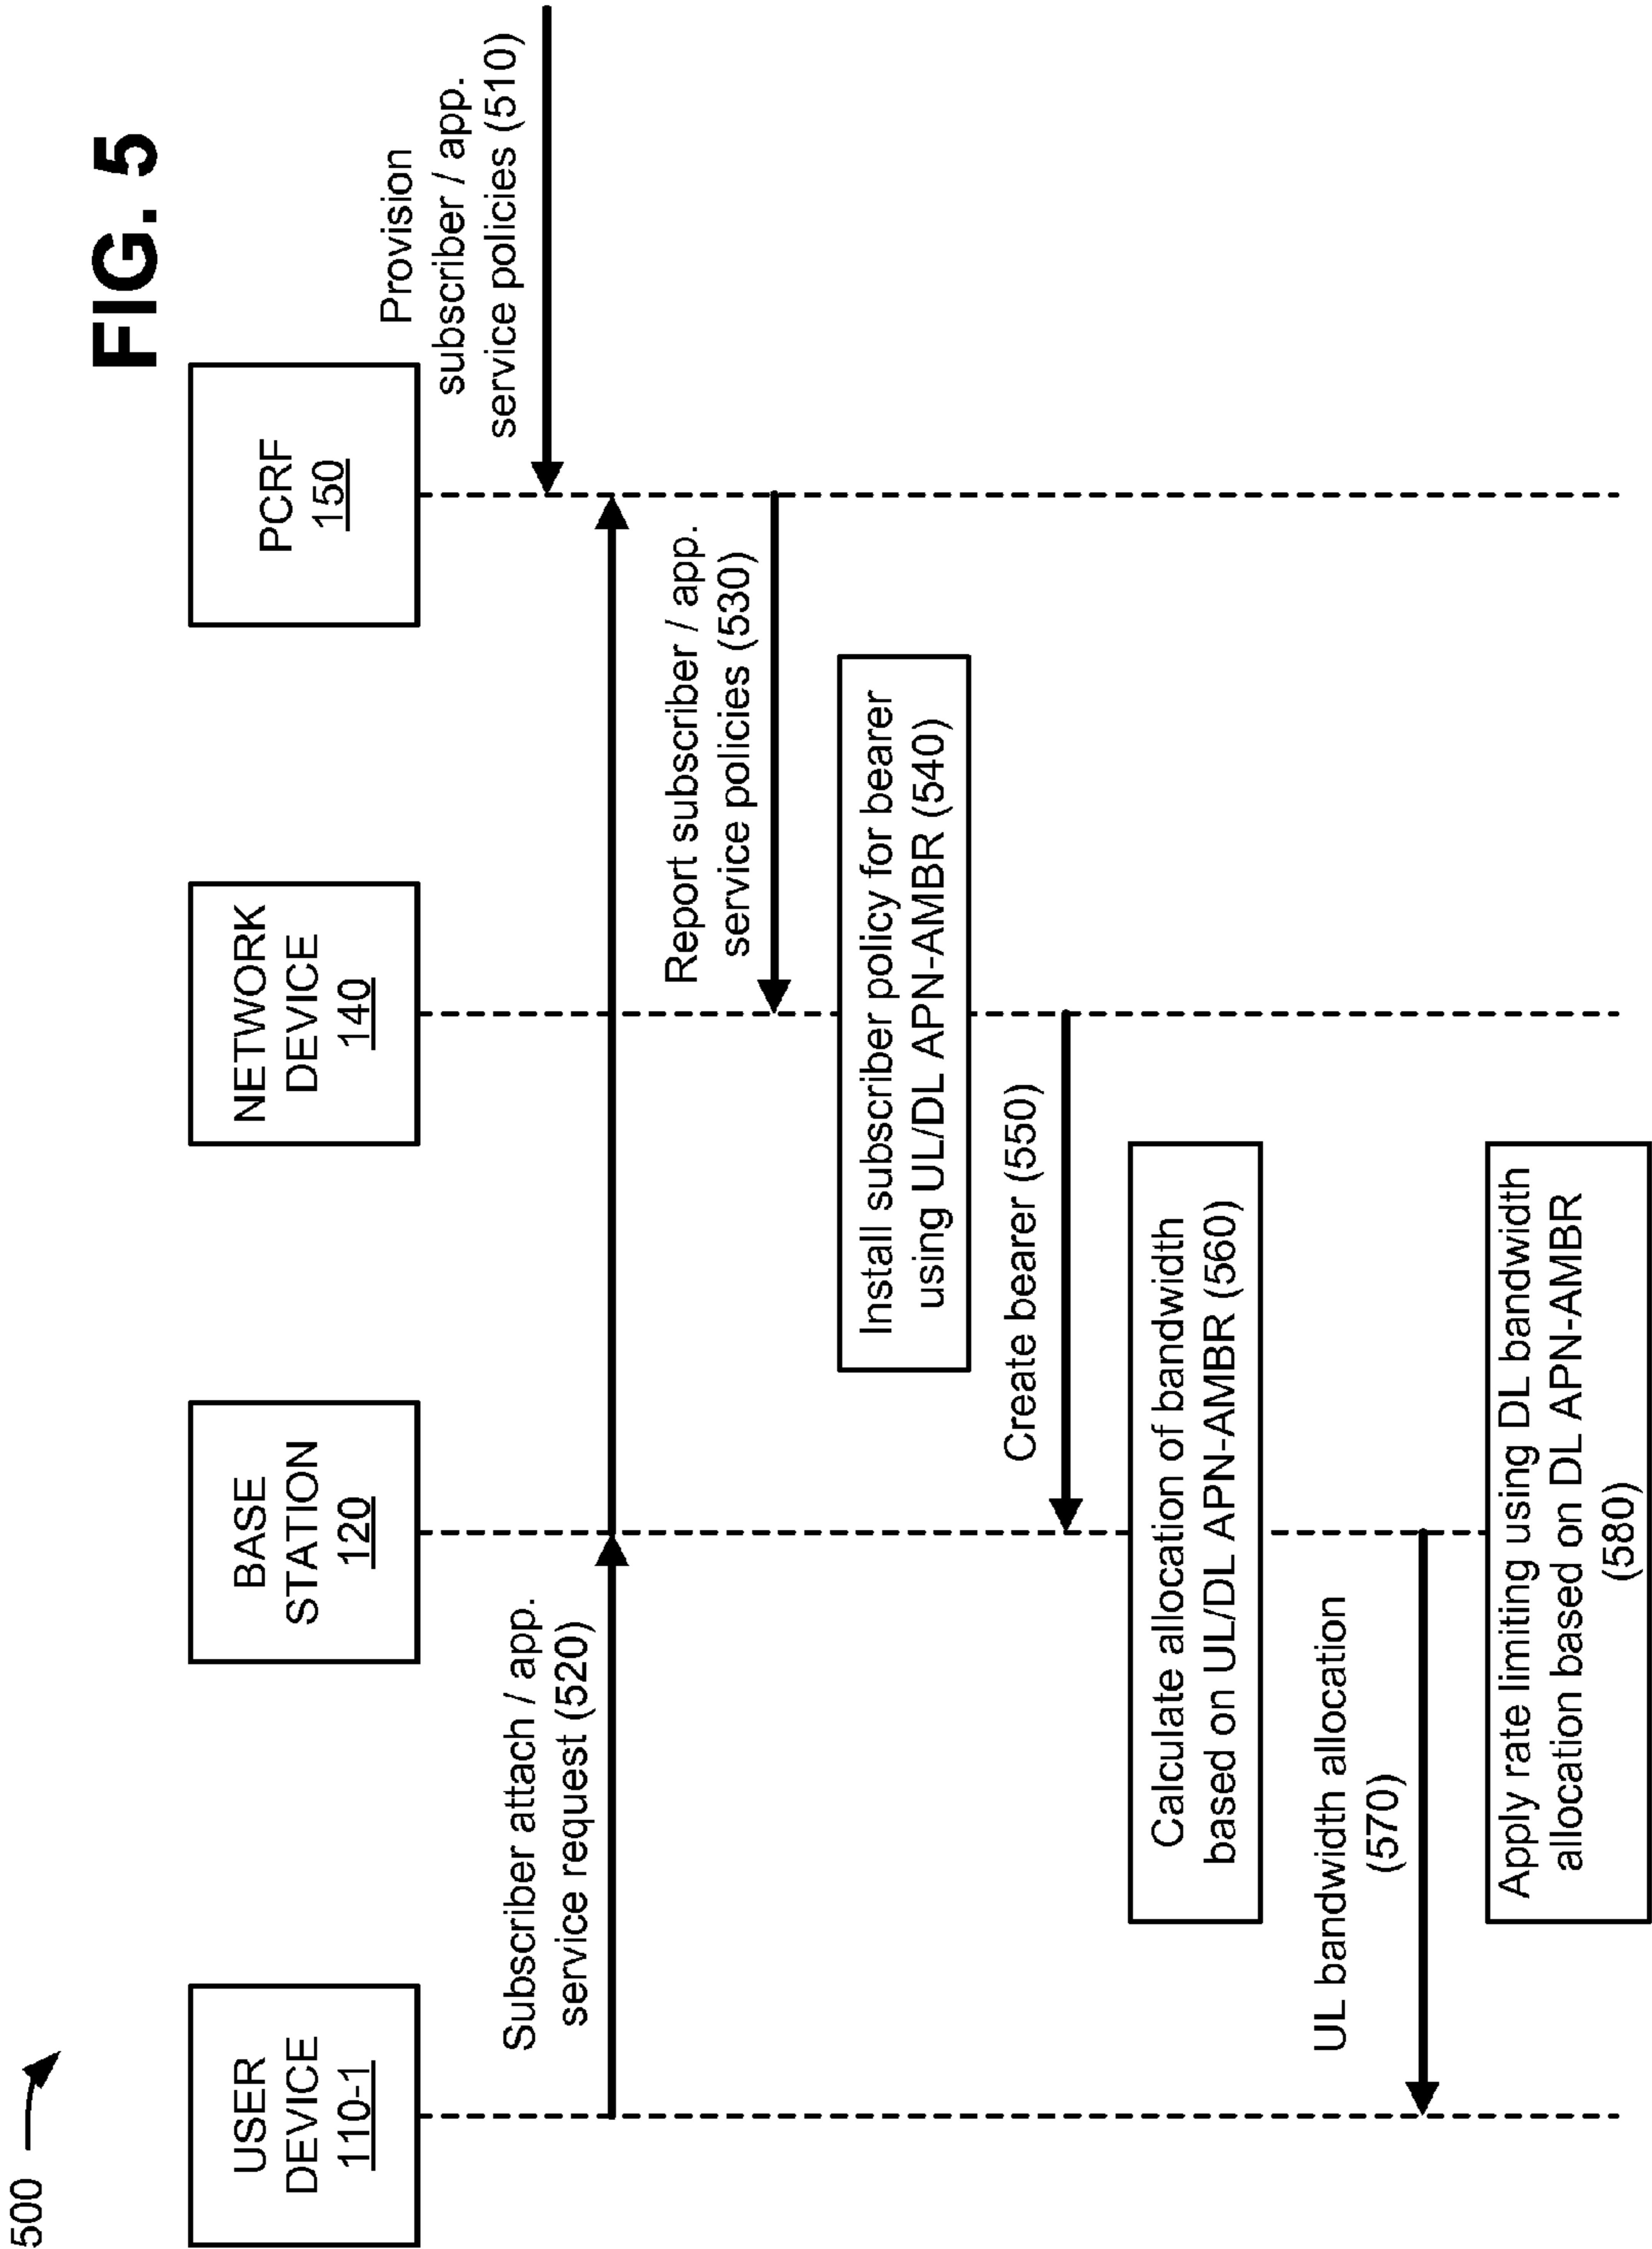 500
FIG. 5
USER
DEVICE
110-1
BASE
STATION
120
NETWORK
DEVICE
140
PCRF
150
Provision
subscriber / app.
service policies (510)
Subscriber attach / app.
service request (520)
Report subscriber / app.
service policies (530)
Install subscriber policy for bearer
using UL/DL APN-AMBR (540)
Create bearer (550)
Calculate allocation of bandwidth
based on UL/DL APN-AMBR (560)
UL bandwidth allocation
(570)
Apply rate limiting using DL bandwidth
allocation based on DL APN-AMBR
(580)